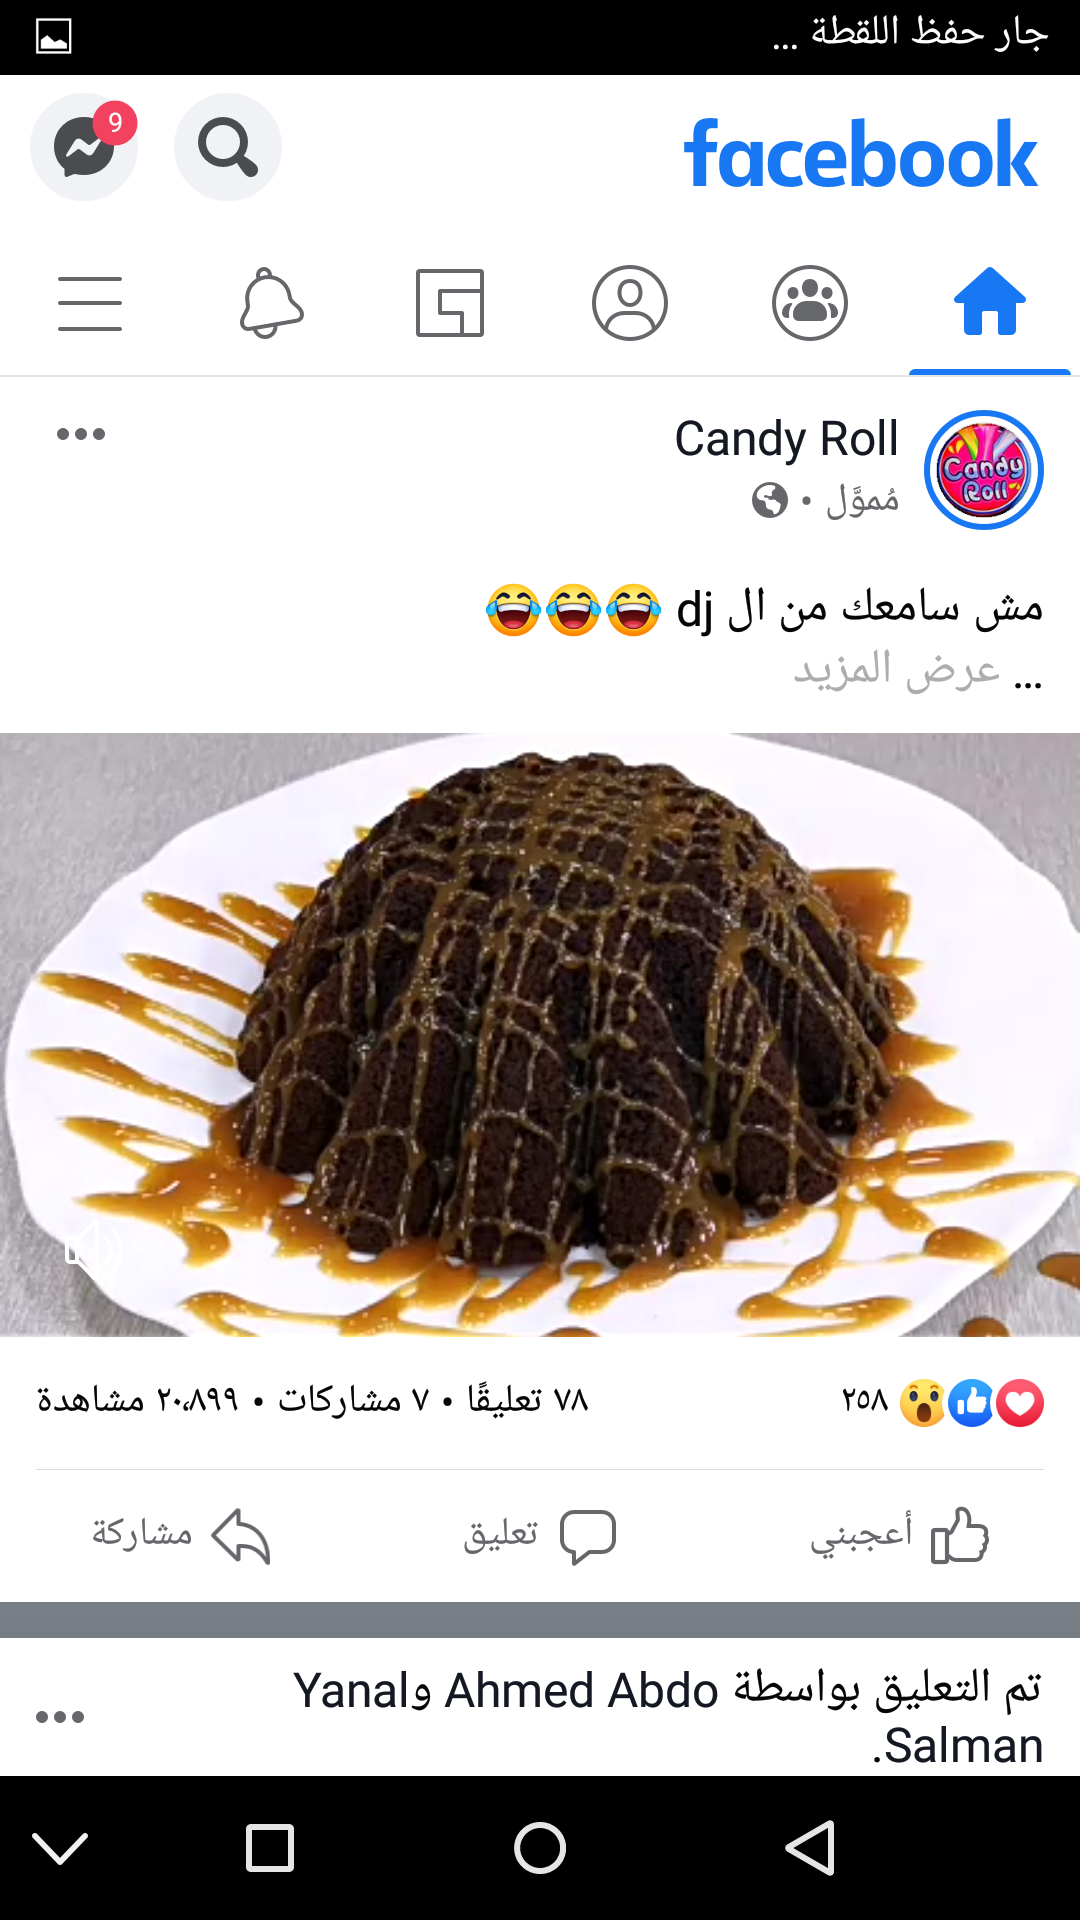 جار حفظ اللقطة ...
9
facebook
Candy Roll
مُموَّل •
Candy Roll
مش سامعك من ال dj 😂😂😂
... عرض المزيد
٢٥٨
٧٨ تعليقًا • ٧ مشاركات • ٢٠،٨٩٩ مشاهدة
أعجبني
تعليق
مشاركة
تم التعليق بواسطة Ahmed Abdo وYanal
Salman.